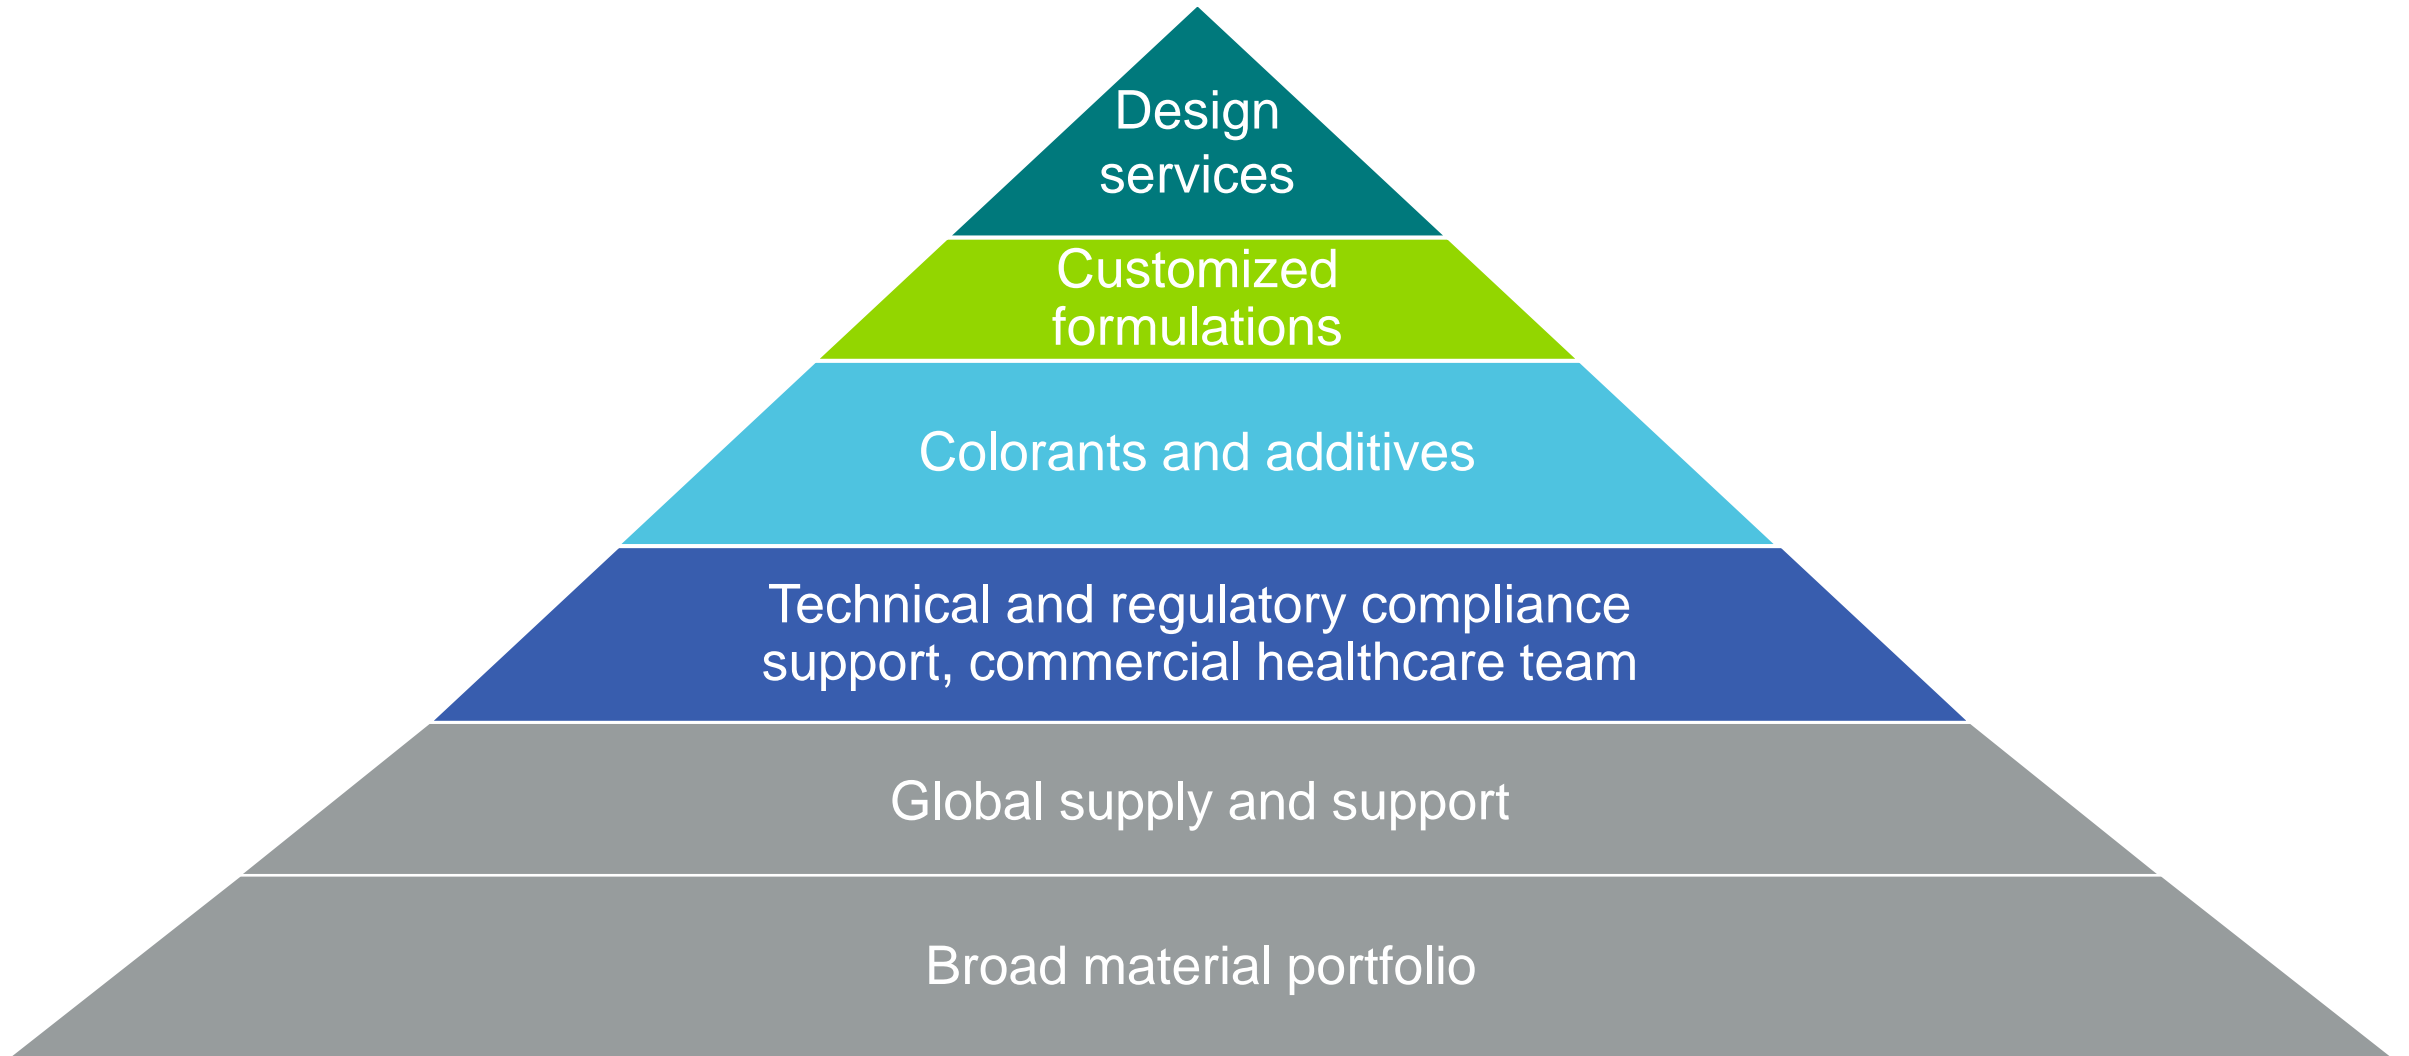 Design
services
Customized
formulations
Colorants and additives
Technical and regulatory compliance
support, commercial healthcare team
Global supply and support
Broad material portfolio